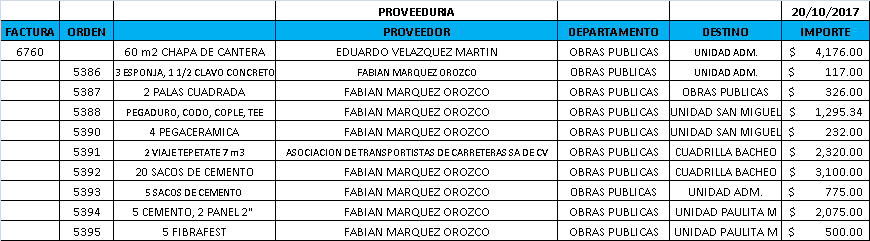 PROVEEDURIA 20/10/2017
FACTURA ORDEN PROVEEDOR DEPARTAMENTO DESTINO IMPORTE
6760 60 m2 CHAPA DE CANTERA EDUARDO VELAZQUEZ MARTIN OBRAS PUBLICAS UNIDAD ADM. $ 4,176.00
5386 3 ESPONJA, 1 1/2 CLAVO CONCRETO FABIAN MARQUEZ OROZCO OBRAS PUBLICAS UNIDAD ADM. $ 117.00
5387 2 PALAS CUADRADA FABIAN MARQUEZ OROZCO OBRAS PUBLICAS OBRAS PUBLICAS $ 326.00
5388 PEGADURO, CODO, COPLE, TEE FABIAN MARQUEZ OROZCO OBRAS PUBLICAS UNIDAD SAN MIGUEL $ 1,295.34
5390 4 PEGACERAMICA FABIAN MARQUEZ OROZCO OBRAS PUBLICAS UNIDAD SAN MIGUEL $ 232.00
5391 2 VIAJE TEPETATE 7 m3 ASOCIACION DE TRANSPORTISTAS DE CARRETERAS SA DE CV OBRAS PUBLICAS CUADRILLA BACHEO $ 2,320.00
5392 20 SACOS DE CEMENTO FABIAN MARQUEZ OROZCO OBRAS PUBLICAS CUADRILLA BACHEO $ 3,100.00
5393 5 SACOS DE CEMENTO FABIAN MARQUEZ OROZCO OBRAS PUBLICAS UNIDAD ADM. $ 775.00
5394 5 CEMENTO, 2 PANEL 2" FABIAN MARQUEZ OROZCO OBRAS PUBLICAS UNIDAD PAULITA M $ 2,075.00
5395 5 FIBRAFEST FABIAN MARQUEZ OROZCO OBRAS PUBLICAS UNIDAD PAULITA M $ 500.00